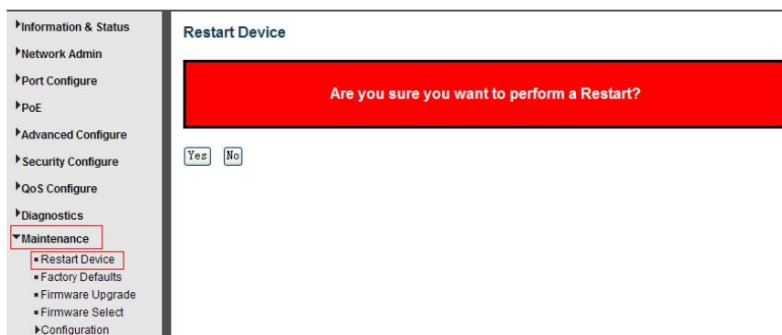 Information & Status
Network Admin
Port Configure
PoE
Advanced Configure
Security Configure
QoS Configure
Diagnostics
Maintenance
Restart Device
Factory Defaults
Firmware Upgrade
Firmware Select
Configuration
Restart Device
Are you sure you want to perform a Restart?
Yes No